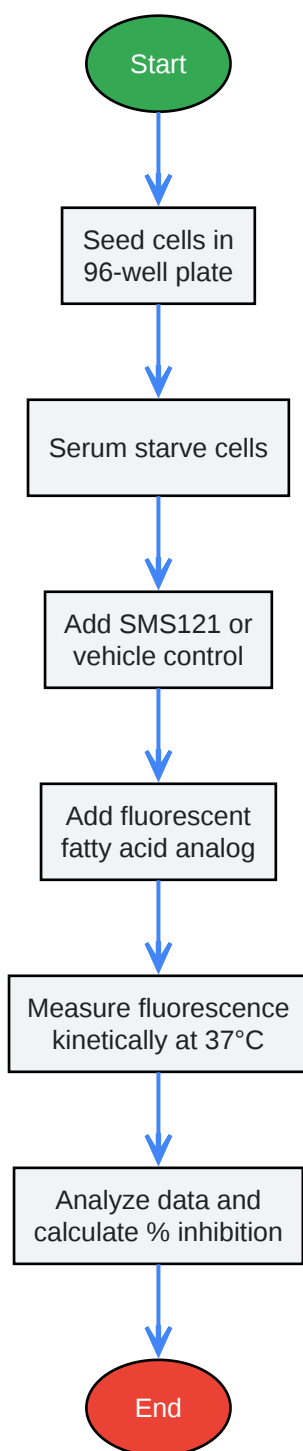 Start
Seed cells in
96-well plate
Serum starve cells
Add SMS121 or
vehicle control
Add fluorescent
fatty acid analog
Measure fluorescence
kinetically at 37°C
Analyze data and
calculate % inhibition
End